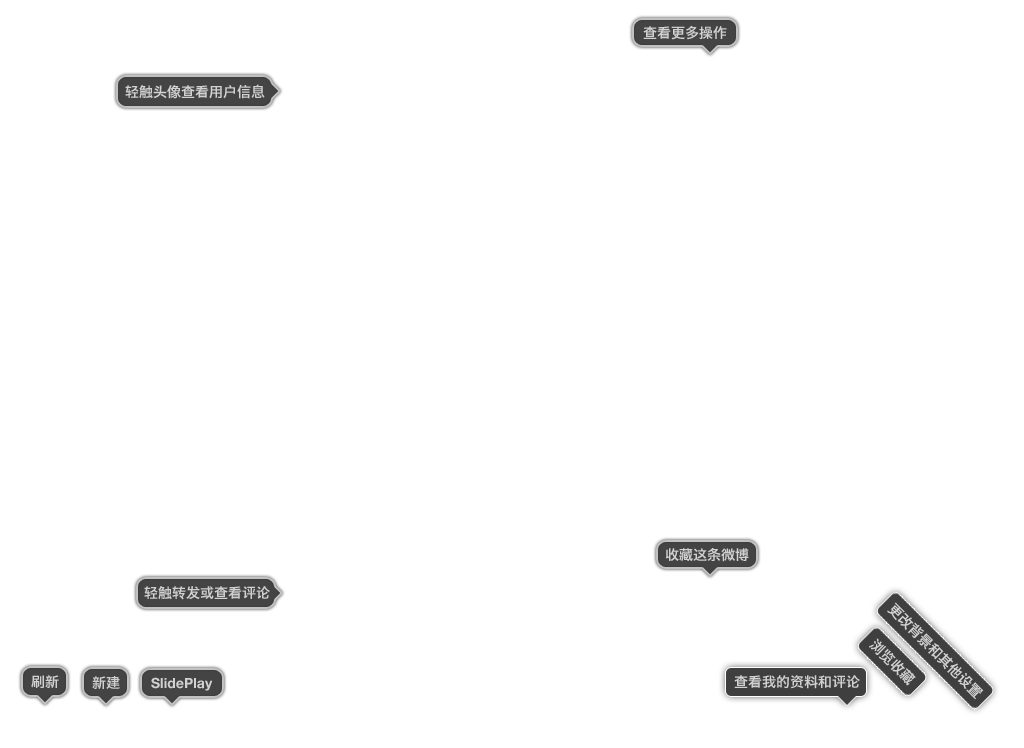 查看更多操作
轻触头像查看用户信息
收藏这条微博
轻触转发或查看评论
更改背景和其他设置
浏览收藏
刷新
新建
SlidePlay
查看我的资料和评论